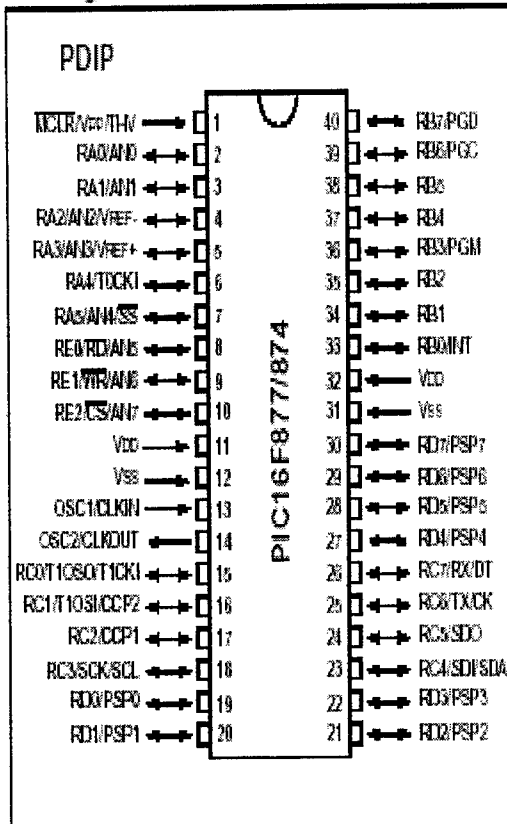 PDIP
MCLR/VPP/THV 1 40 RB7/PGD
RA0/AN0 2 39 RB6/PGC
RA1/AN1 3 38 RB5
RA2/AN2/VREF- 4 37 RB4
RA3/AN3/VREF+ 5 36 RB3/PGM
RA4/T0CKI 6 35 RB2
RA5/AN4/SS 7 34 RB1
RE0/RD/AN5 8 33 RB0/INT
RE1/WR/AN6 9 32 VDD
RE2/CS/AN7 10 31 VSS
VDD 11 30 RD7/PSP7
VSS 12 29 RD6/PSP6
OSC1/CLKIN 13 28 RD5/PSP5
OSC2/CLKOUT 14 27 RD4/PSP4
RC0/T1OSO/T1CKI 15 26 RC7/RX/DT
RC1/T1OSI/CCP2 16 25 RC6/TX/CK
RC2/CCP1 17 24 RC5/SDO
RC3/SCK/SCL 18 23 RC4/SDI/SDA
RD0/PSP0 19 22 RD3/PSP3
RD1/PSP1 20 21 RD2/PSP2
PIC16F877/874